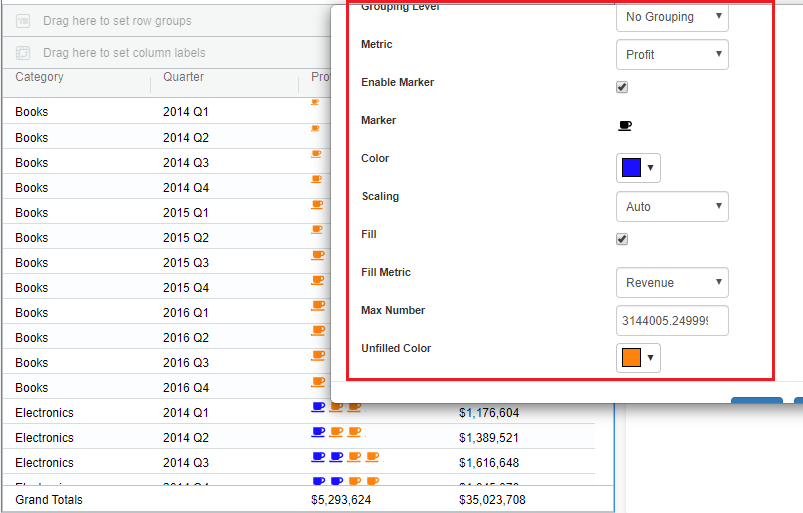 Drag here to set row groups
Drag here to set column labels
Category Quarter
Books 2014 Q1
Books 2014 Q2
Books 2014 Q3
Books 2014 Q4
Books 2015 Q1
Books 2015 Q2
Books 2015 Q3
Books 2015 Q4
Books 2016 Q1
Books 2016 Q2
Books 2016 Q3
Books 2016 Q4
Electronics 2014 Q1 $1,176,604
Electronics 2014 Q2 $1,389,521
Electronics 2014 Q3 $1,616,648
Grand Totals $5,293,624 $35,023,708
Grouping Level No Grouping
Metric Profit
Enable Marker
Marker
Color
Scaling Auto
Fill
Fill Metric Revenue
Max Number 3144005.24999
Unfilled Color